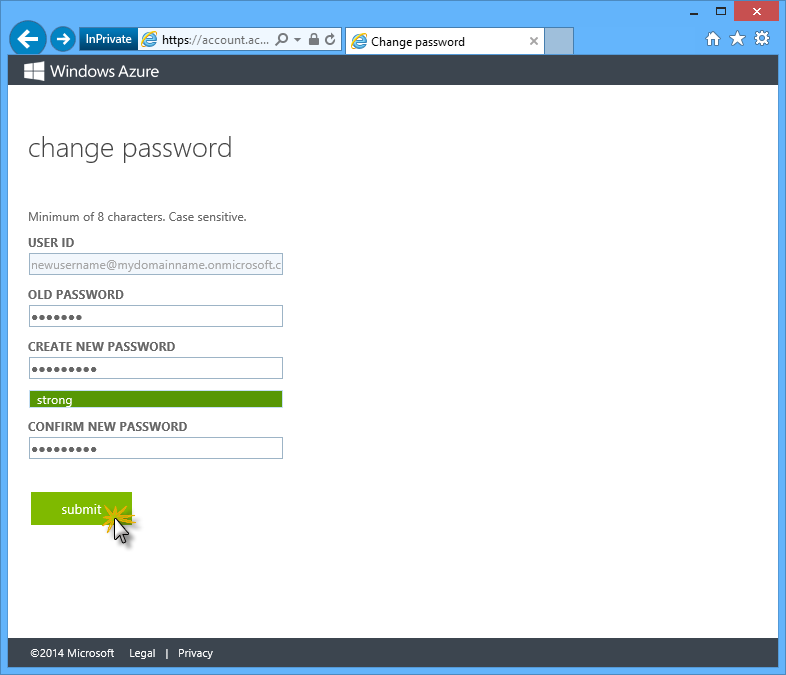 InPrivate
https://account.ac...
Change password
Windows Azure
change password
Minimum of 8 characters. Case sensitive.
USER ID
newusername@mydomainname.onmicrosoft.c
OLD PASSWORD
•••••••
CREATE NEW PASSWORD
•••••••••
strong
CONFIRM NEW PASSWORD
•••••••••
submit
©2014 Microsoft Legal | Privacy